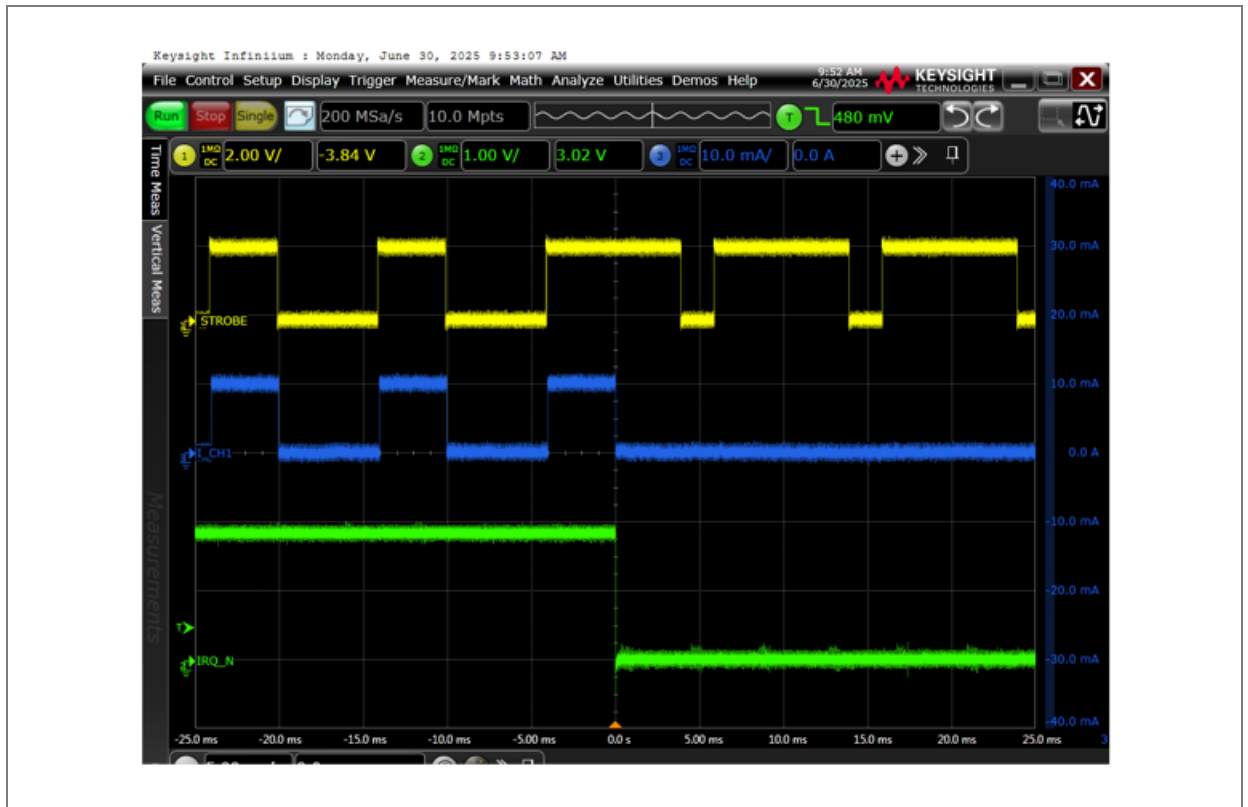 Keysight Infiniium : Monday, June 30, 2025 9:53:07 AM
File Control Setup Display Trigger Measure/Mark Math Analyze Utilities Demos Help
9:52 AM
6/30/2025
KEYSIGHT
TECHNOLOGIES
X
Run Stop Single 200 MSa/s 10.0 Mpts T 480 mV
1 1MΩ DC 2.00 V/ -3.84 V 2 1MΩ DC 1.00 V/ 3.02 V 3 1MΩ DC 10.0 mA/ 0.0 A
Time Meas
Vertical Meas
Measurements
40.0 mA
30.0 mA
STROBE 20.0 mA
10.0 mA
I_CH1 0.0 A
-10.0 mA
-20.0 mA
T
IRQ_N -30.0 mA
-40.0 mA
-25.0 ms -20.0 ms -15.0 ms -10.0 ms -5.00 ms 0.0 s 5.00 ms 10.0 ms 15.0 ms 20.0 ms 25.0 ms 3